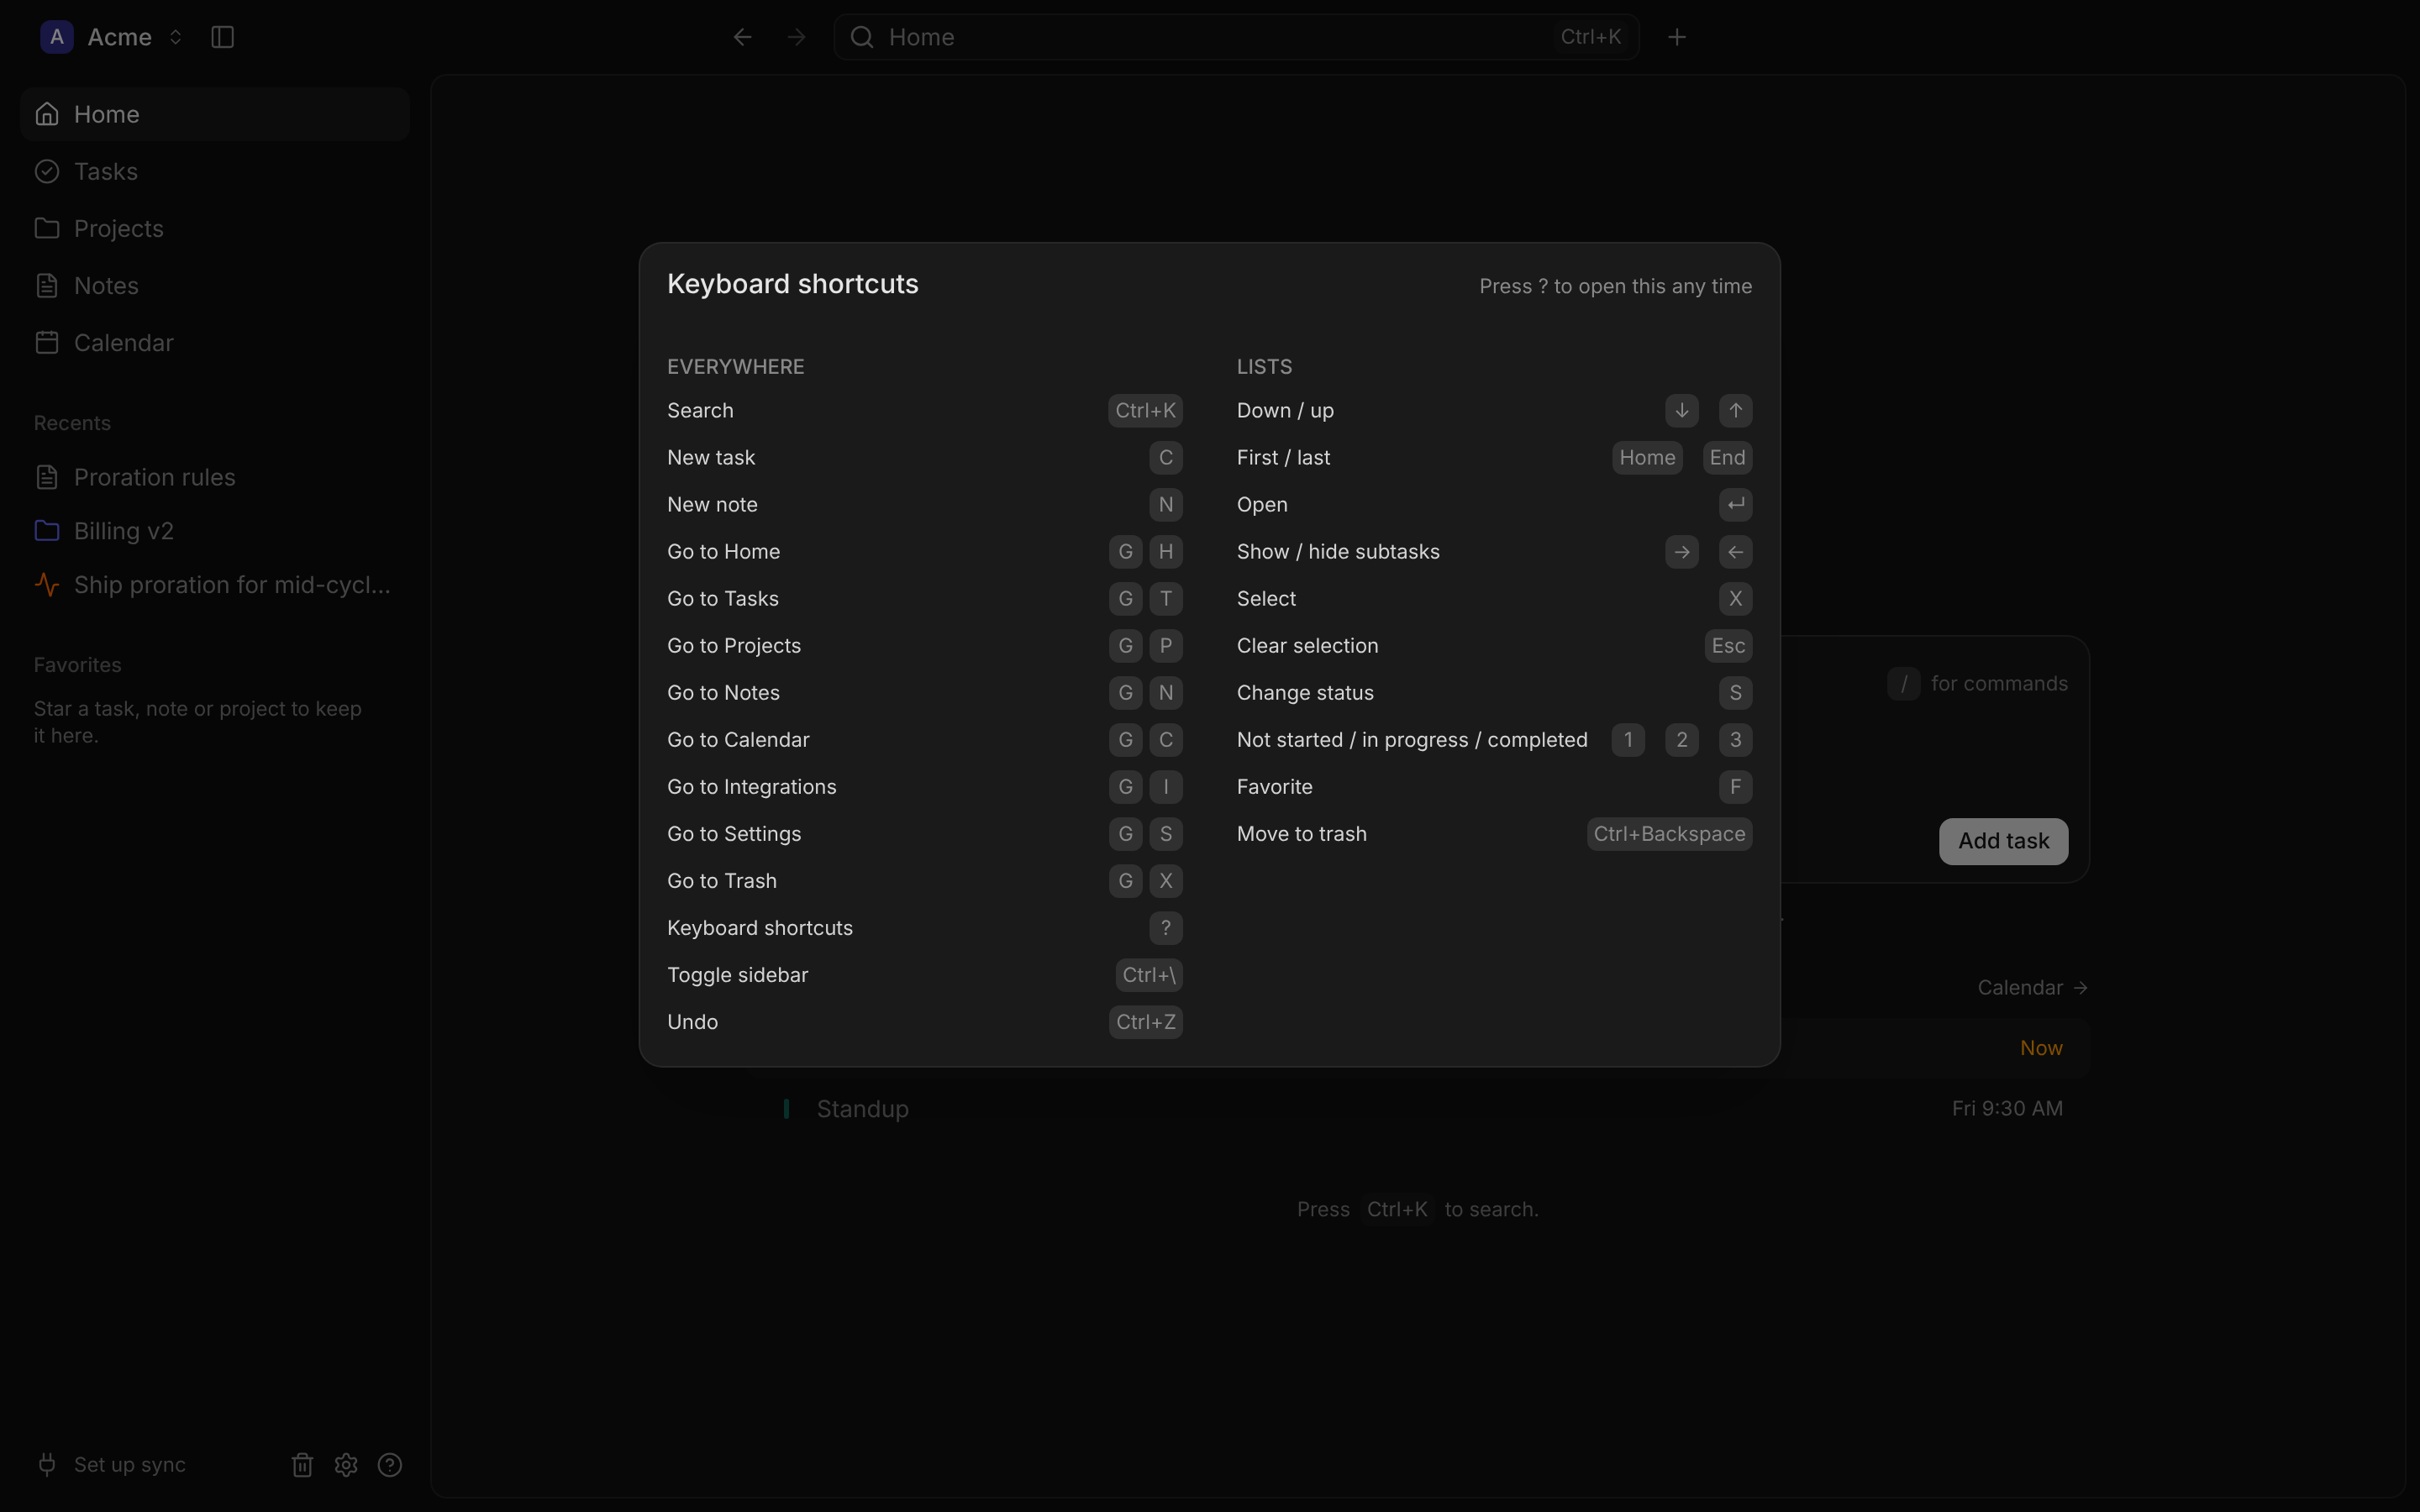 A Acme
Home Ctrl+K
Home
Tasks
Projects
Notes
Calendar
Recents
Proration rules
Billing v2
Ship proration for mid-cycl...
Favorites
Star a task, note or project to keep
it here.
Set up sync
Keyboard shortcuts
Press ? to open this any time
EVERYWHERE
Search Ctrl+K
New task C
New note N
Go to Home G H
Go to Tasks G T
Go to Projects G P
Go to Notes G N
Go to Calendar G C
Go to Integrations G I
Go to Settings G S
Go to Trash G X
Keyboard shortcuts ?
Toggle sidebar Ctrl+\
Undo Ctrl+Z
LISTS
Down / up ↓ ↑
First / last Home End
Open ↵
Show / hide subtasks → ←
Select X
Clear selection Esc
Change status S
Not started / in progress / completed 1 2 3
Favorite F
Move to trash Ctrl+Backspace
/ for commands
Add task
Calendar →
Now
Standup Fri 9:30 AM
Press Ctrl+K to search.